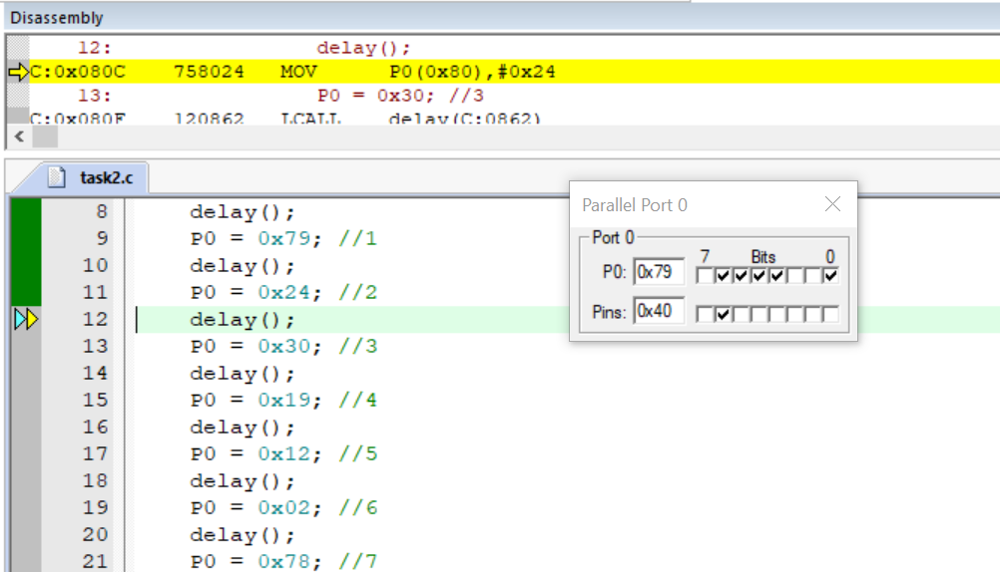 Disassembly
12: delay();
C:0x080C 758024 MOV P0(0x80),#0x24
13: P0 = 0x30; //3
C:0x080F 120862 LCALL delay(C:0862)
task2.c
8 delay();
9 P0 = 0x79; //1
10 delay();
11 P0 = 0x24; //2
12 delay();
13 P0 = 0x30; //3
14 delay();
15 P0 = 0x19; //4
16 delay();
17 P0 = 0x12; //5
18 delay();
19 P0 = 0x02; //6
20 delay();
21 P0 = 0x78; //7
Parallel Port 0
Port 0
7 Bits 0
P0: 0x79
Pins: 0x40